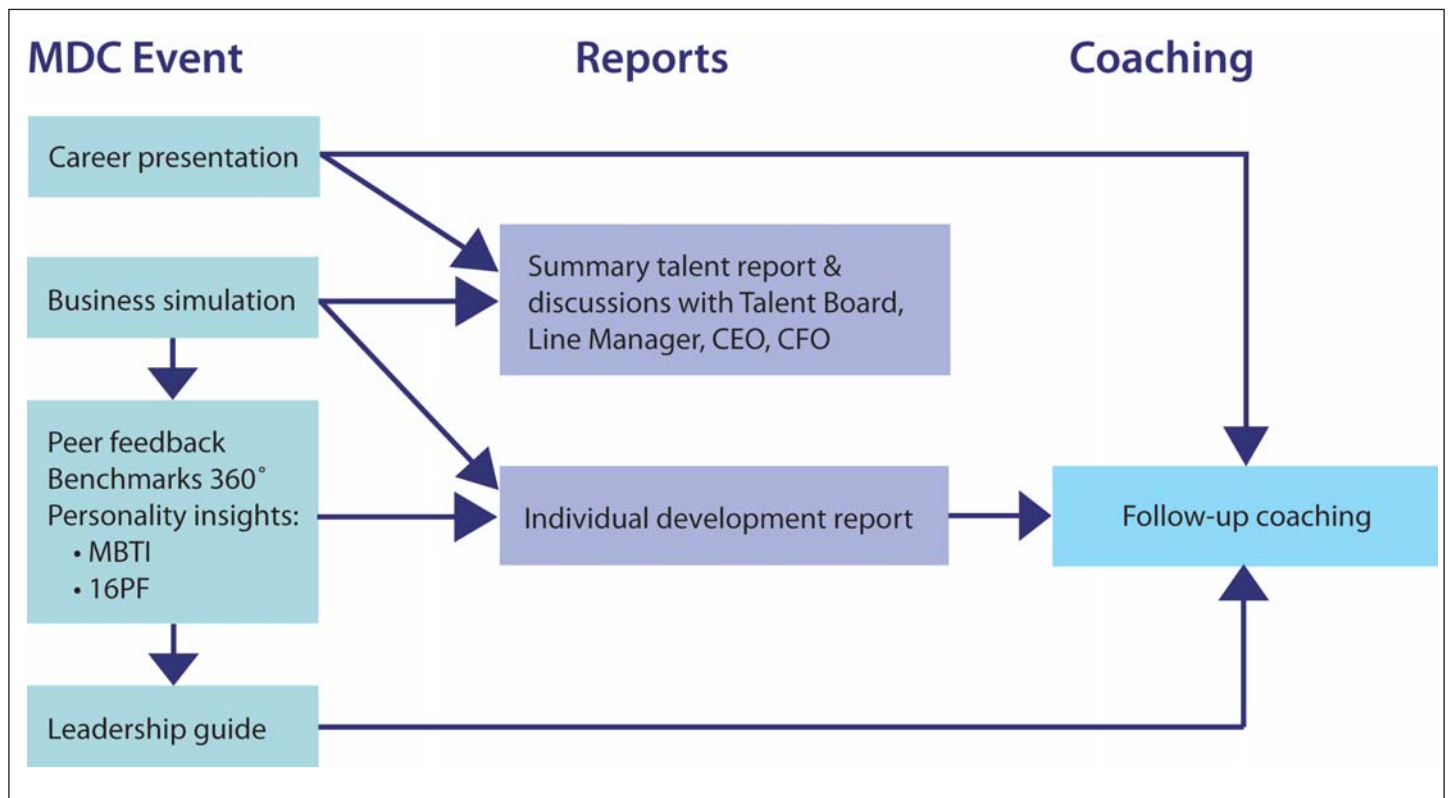 MDC Event
Reports
Coaching
Career presentation
Business simulation
Summary talent report &
discussions with Talent Board,
Line Manager, CEO, CFO
Peer feedback
Benchmarks 360˚
Personality insights:
• MBTI
• 16PF
Individual development report
Follow-up coaching
Leadership guide